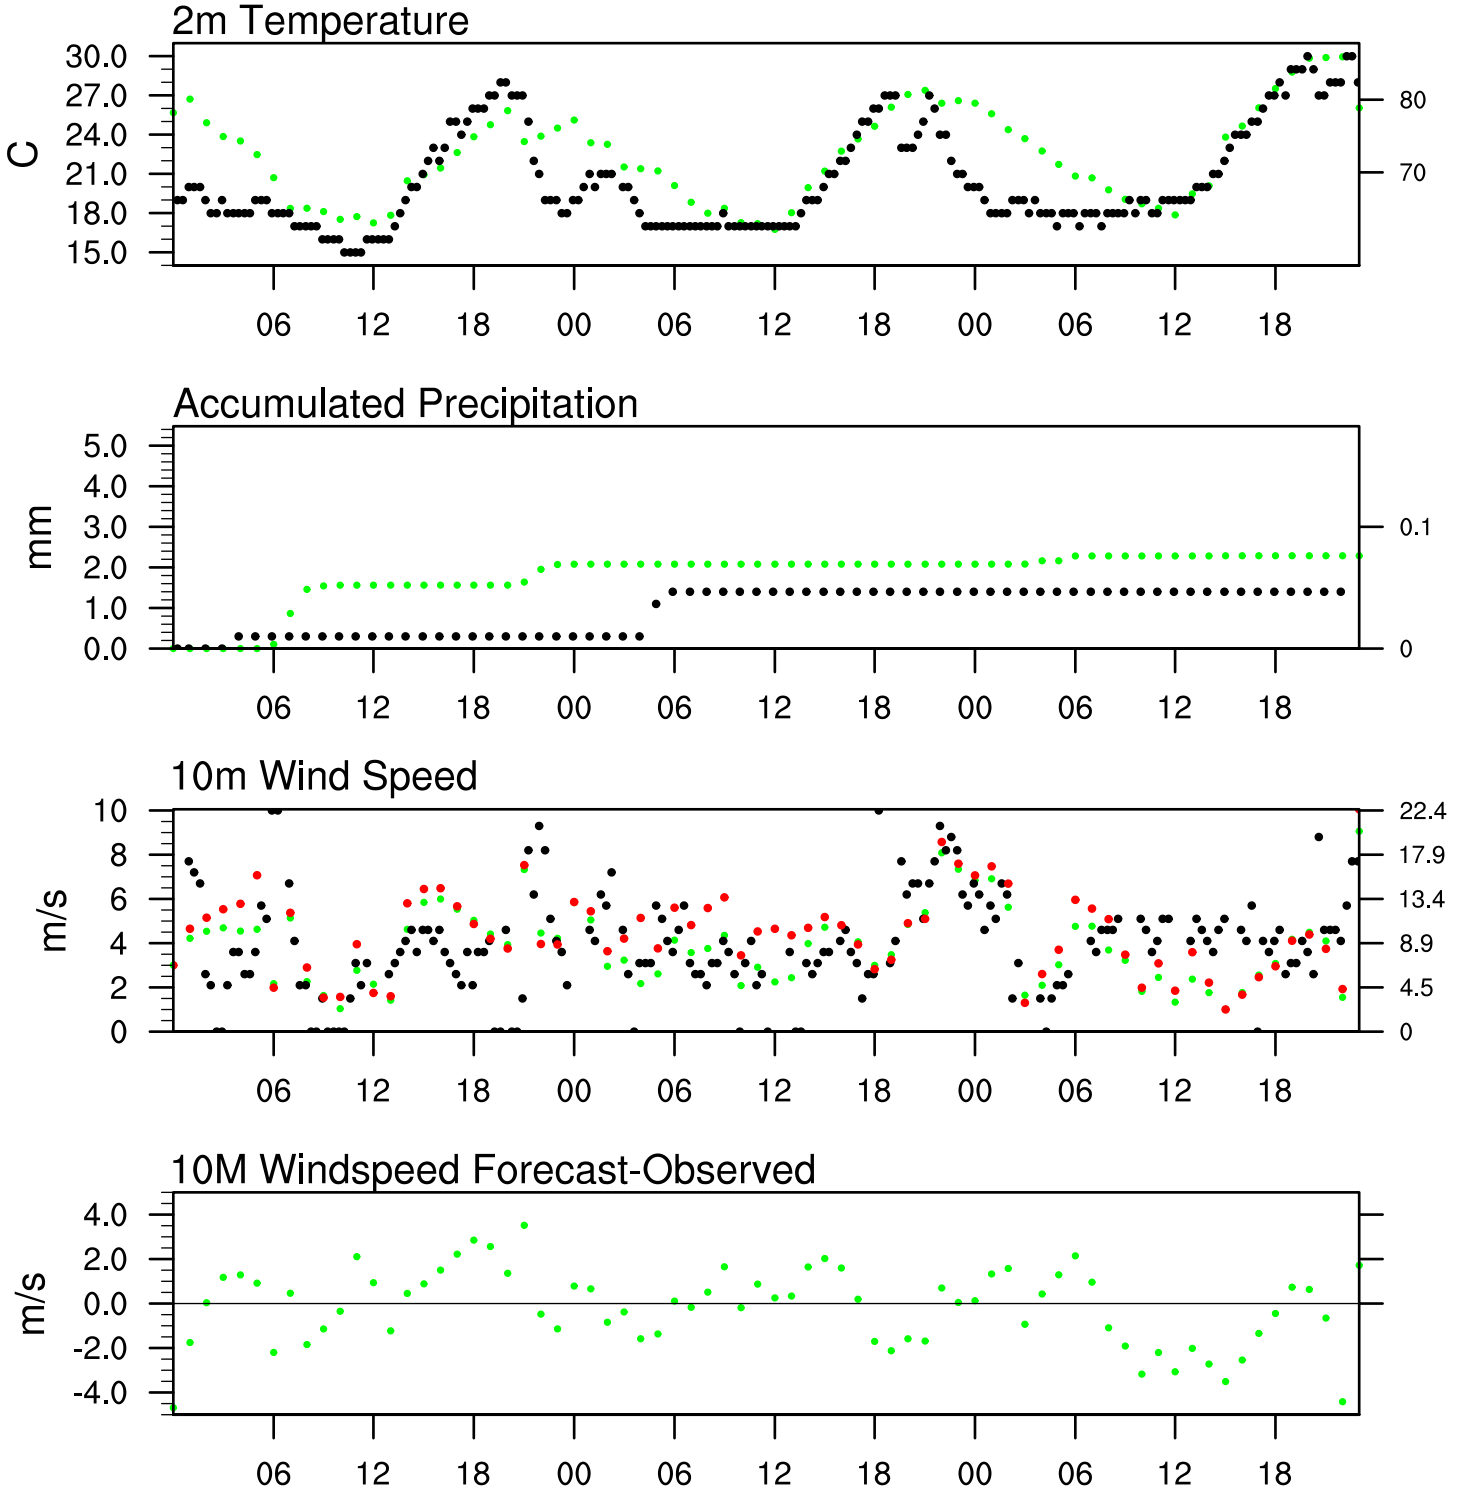 2m Temperature
30.0
27.0
24.0
21.0
18.0
15.0
C
80
70
06 12 18 00 06 12 18 00 06 12 18
Accumulated Precipitation
5.0
4.0
3.0
2.0
1.0
0.0
mm
0.1
0
06 12 18 00 06 12 18 00 06 12 18
10m Wind Speed
10
8
6
4
2
0
m/s
22.4
17.9
13.4
8.9
4.5
0
06 12 18 00 06 12 18 00 06 12 18
10M Windspeed Forecast-Observed
4.0
2.0
0.0
-2.0
-4.0
m/s
06 12 18 00 06 12 18 00 06 12 18